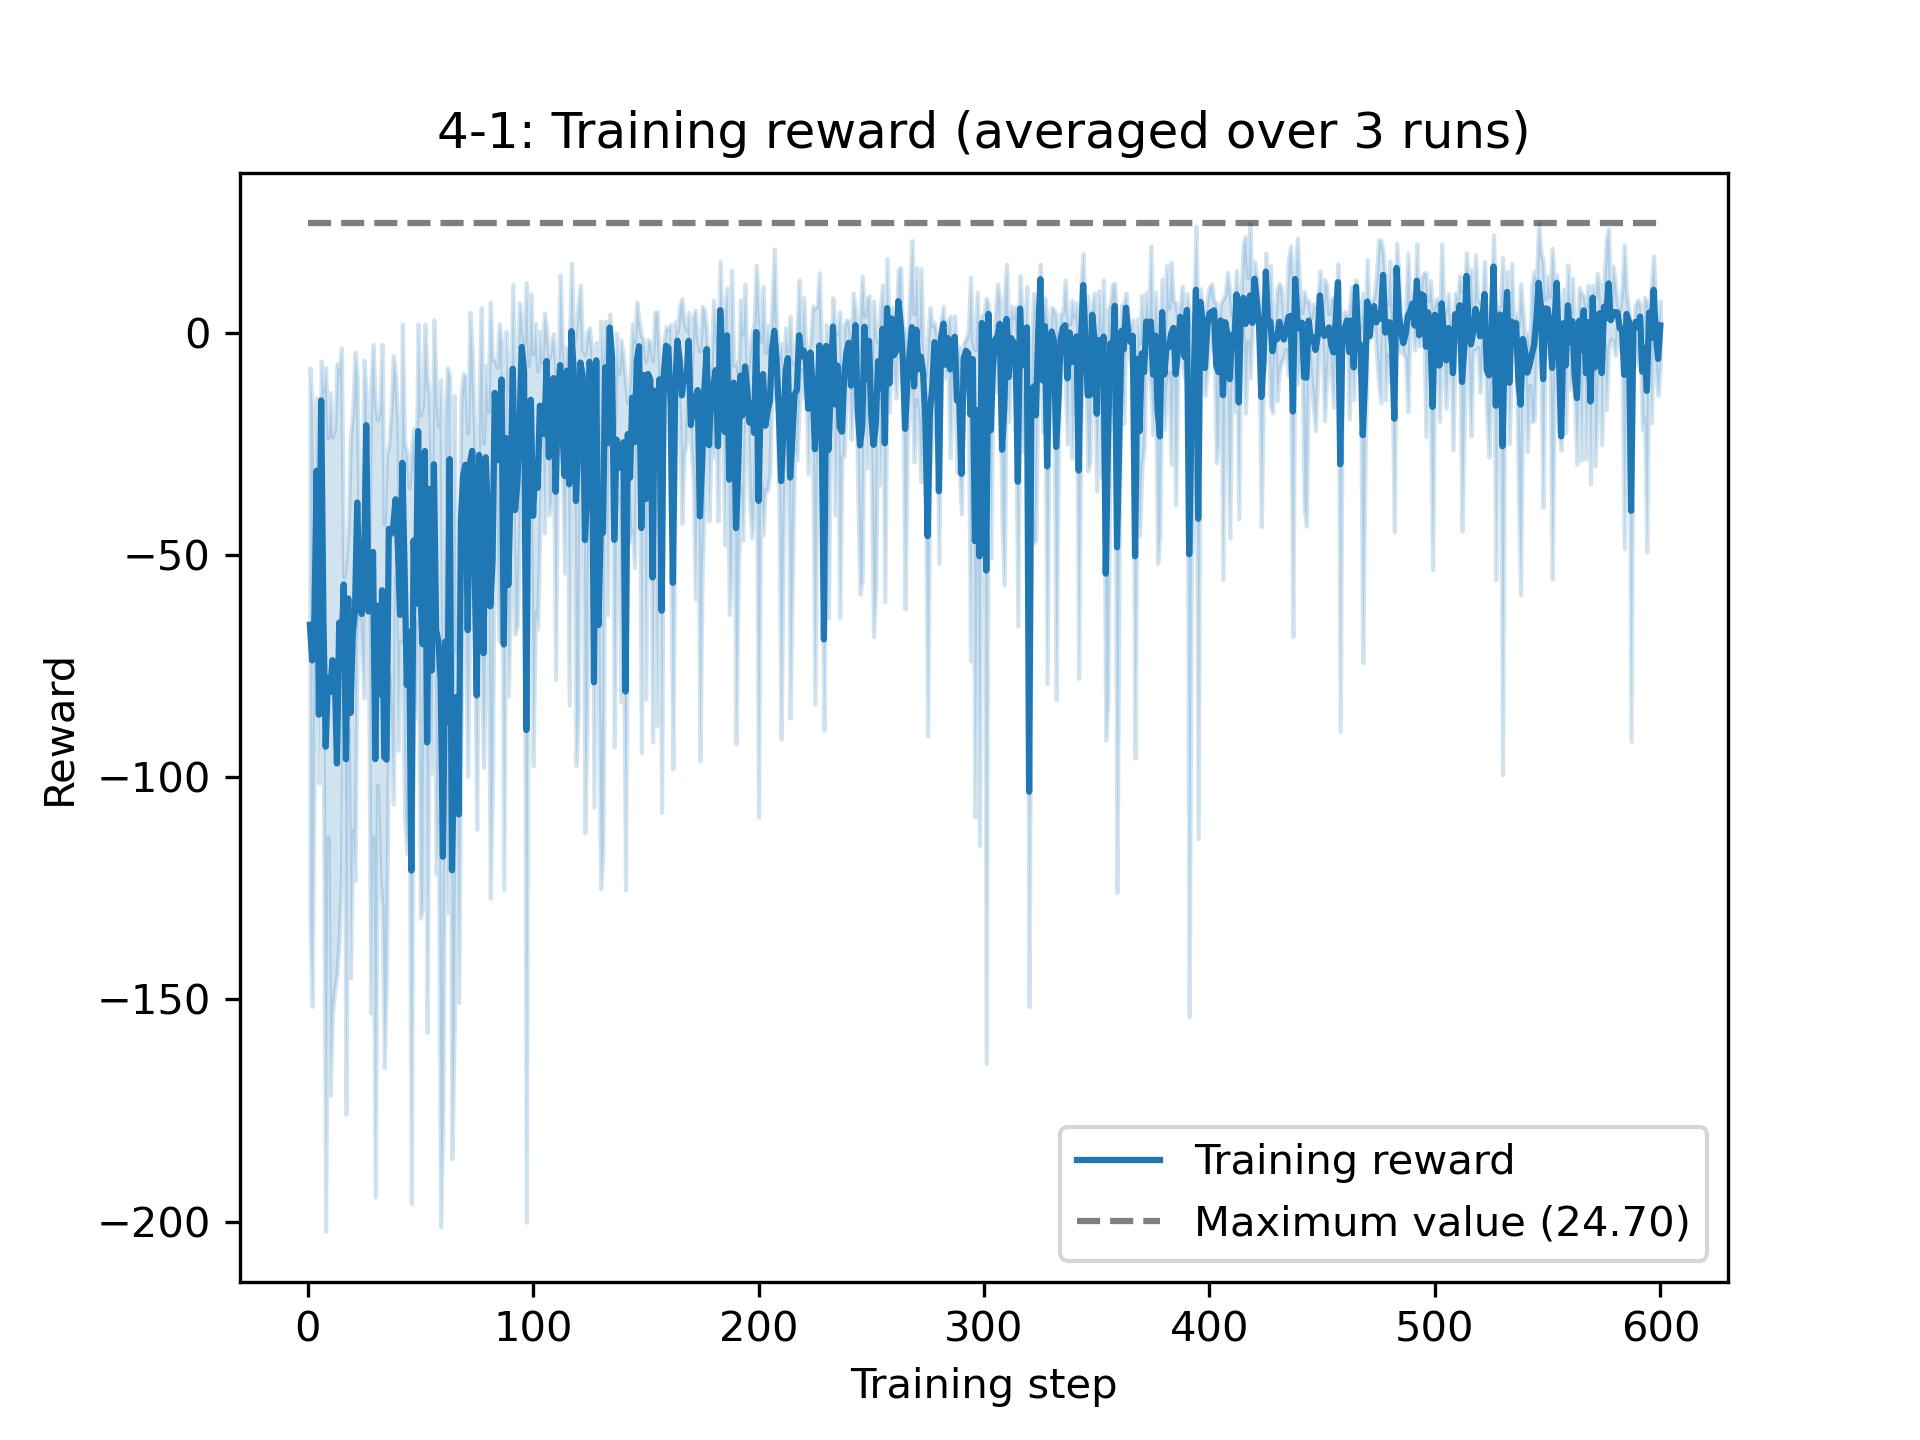 4-1: Training reward (averaged over 3 runs)
Reward
0
−50
−100
−150
−200
Training reward
Maximum value (24.70)
0 100 200 300 400 500 600
Training step